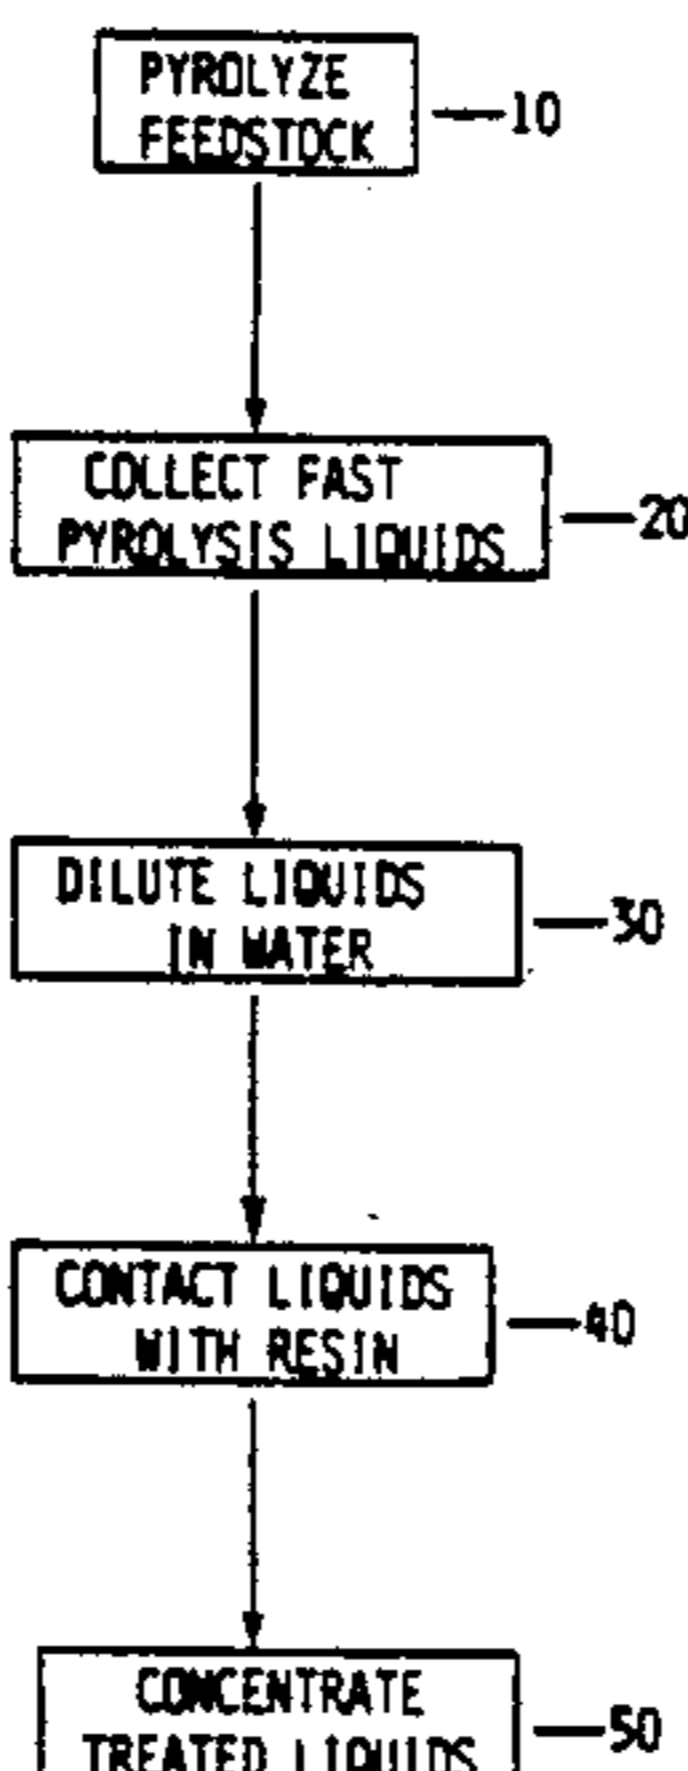 PYROLYZE
FEEDSTOCK
10
COLLECT FAST
PYROLYSIS LIQUIDS
20
DILUTE LIQUIDS
IN WATER
30
CONTACT LIQUIDS
WITH RESIN
40
CONCENTRATE
TREATED LIQUIDS
50